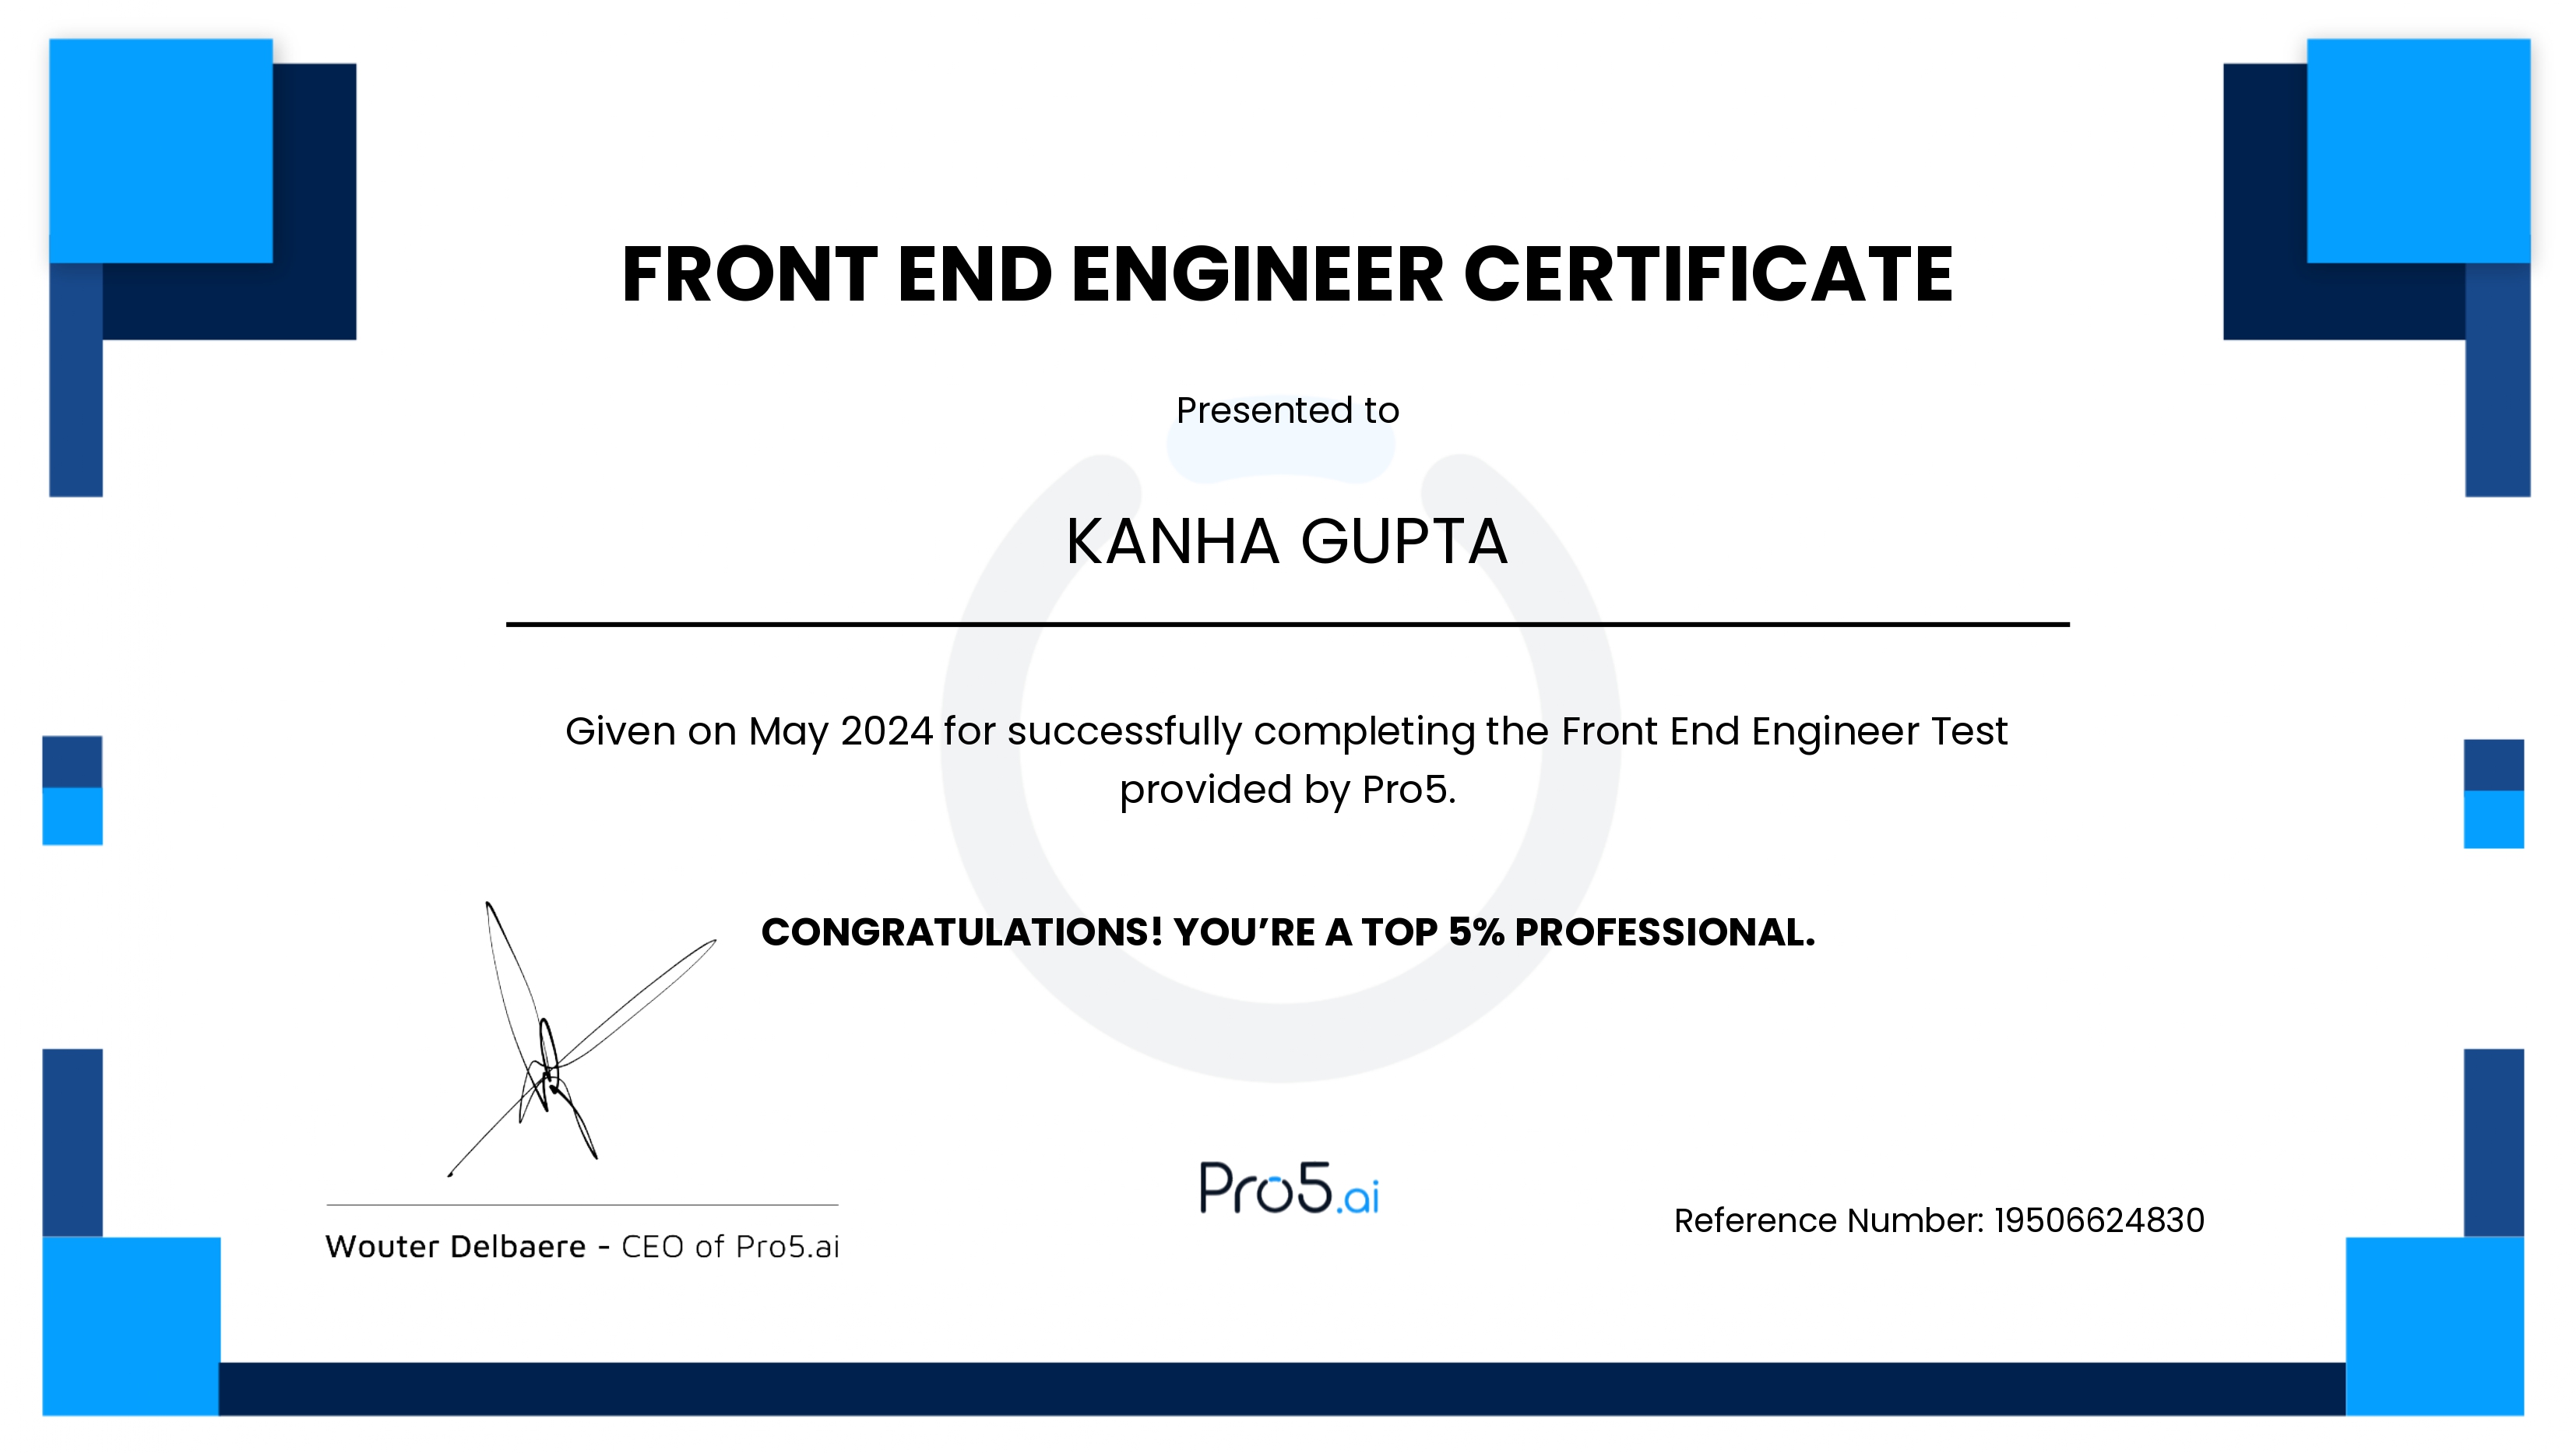 FRONT END ENGINEER CERTIFICATE
Presented to
KANHA GUPTA
Given on May 2024 for successfully completing the Front End Engineer Test
provided by Pro5.
CONGRATULATIONS! YOU’RE A TOP 5% PROFESSIONAL.
Wouter Delbaere - CEO of Pro5.ai
Pro5.ai
Reference Number: 19506624830